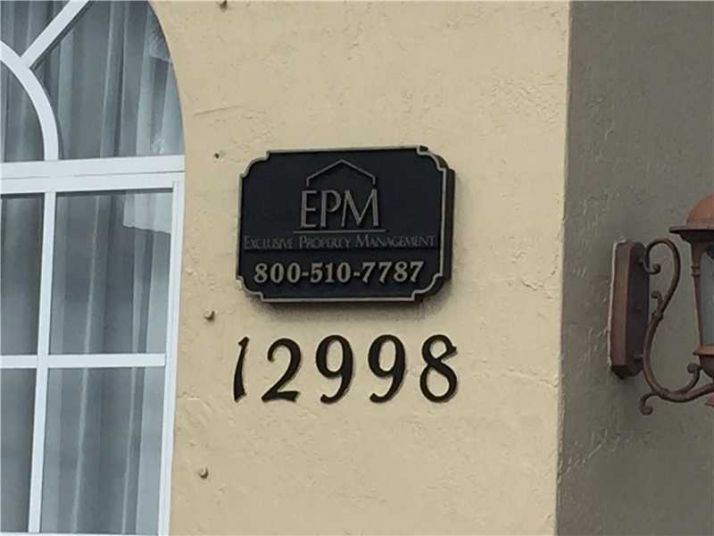 EPM
EXCLUSIVE PROPERTY MANAGEMENT
800-510-7787
12998